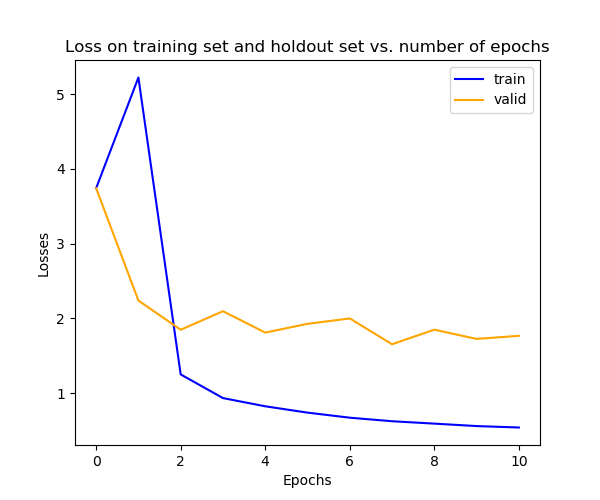 Loss on training set and holdout set vs. number of epochs
train
valid
5
4
3
2
1
Losses
0 2 4 6 8 10
Epochs